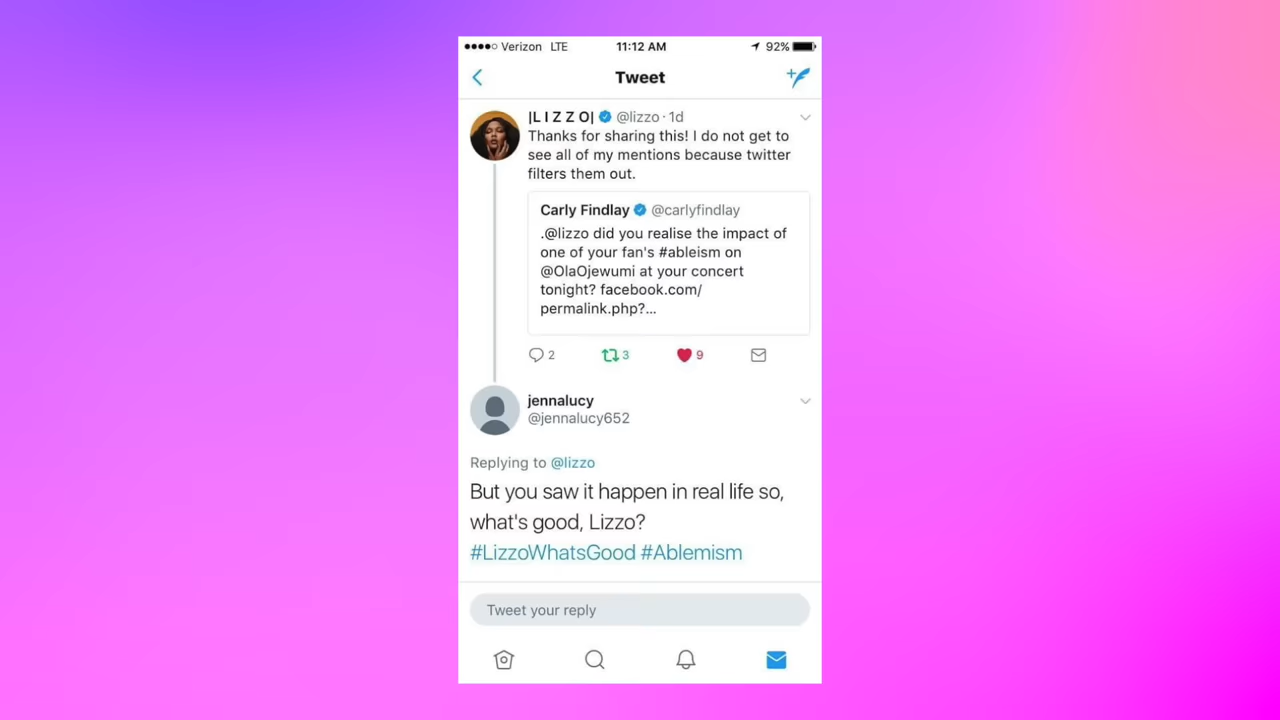 Verizon LTE 11:12 AM 92%
Tweet
|L I Z Z O| @lizzo · 1d
Thanks for sharing this! I do not get to
see all of my mentions because twitter
filters them out.
Carly Findlay @carlyfindlay
.@lizzo did you realise the impact of
one of your fan's #ableism on
@OlaOjewumi at your concert
tonight? facebook.com/
permalink.php?...
2 3 9
jennalucy
@jennalucy652
Replying to @lizzo
But you saw it happen in real life so,
what's good, Lizzo?
#LizzoWhatsGood #Ablemism
Tweet your reply